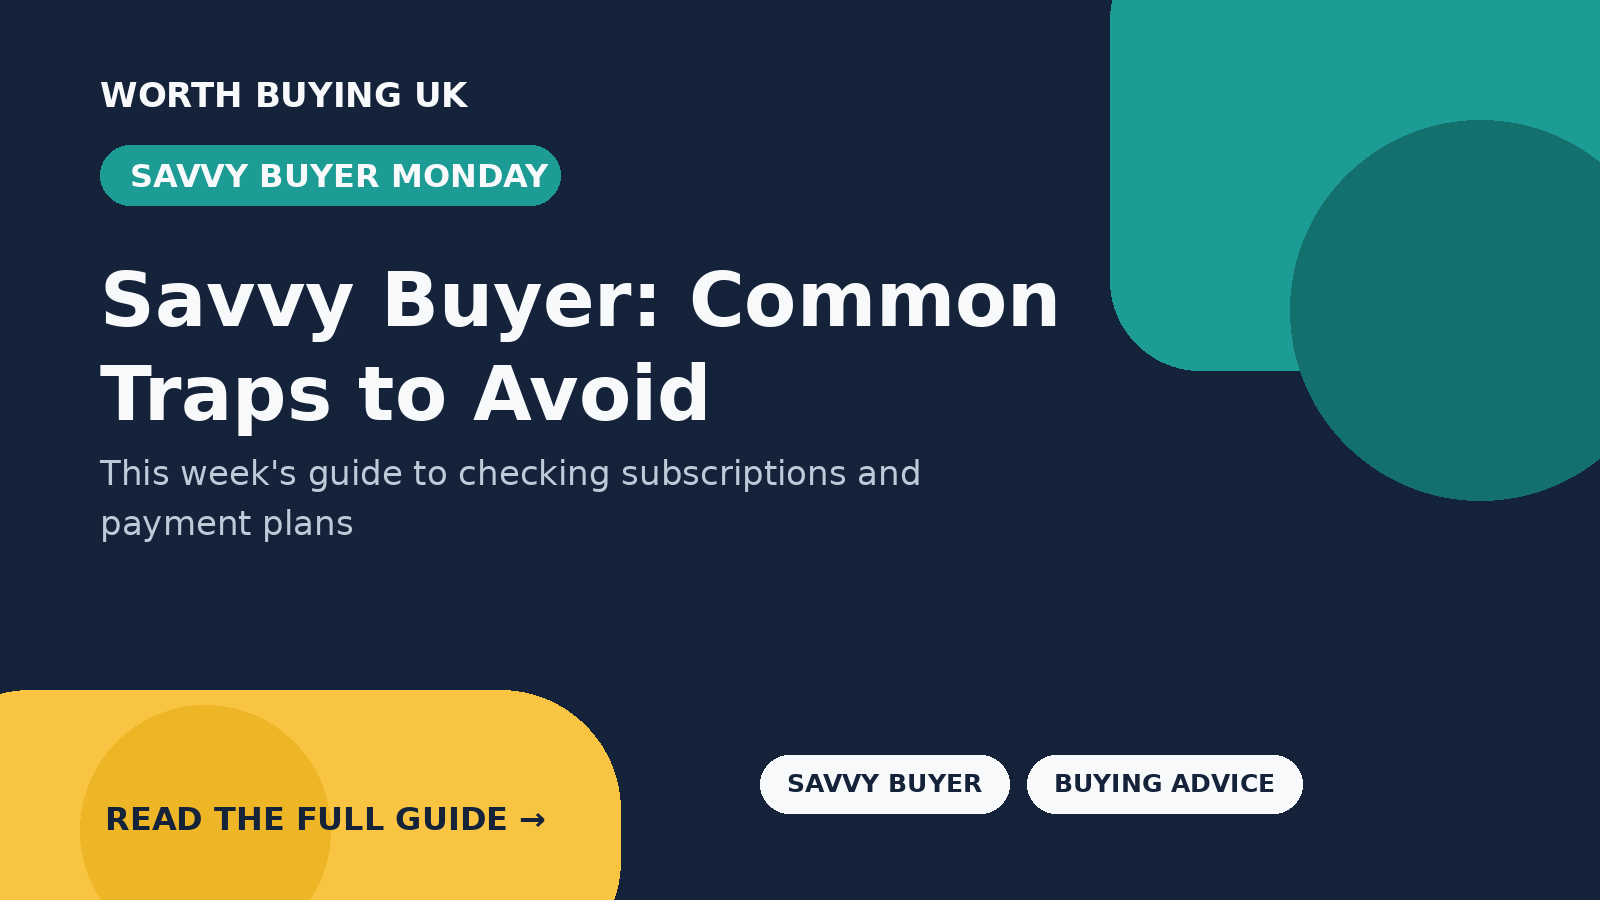 WORTH BUYING UK
SAVVY BUYER MONDAY
Savvy Buyer: Common
Traps to Avoid
This week's guide to checking subscriptions and
payment plans
READ THE FULL GUIDE →
SAVVY BUYER
BUYING ADVICE